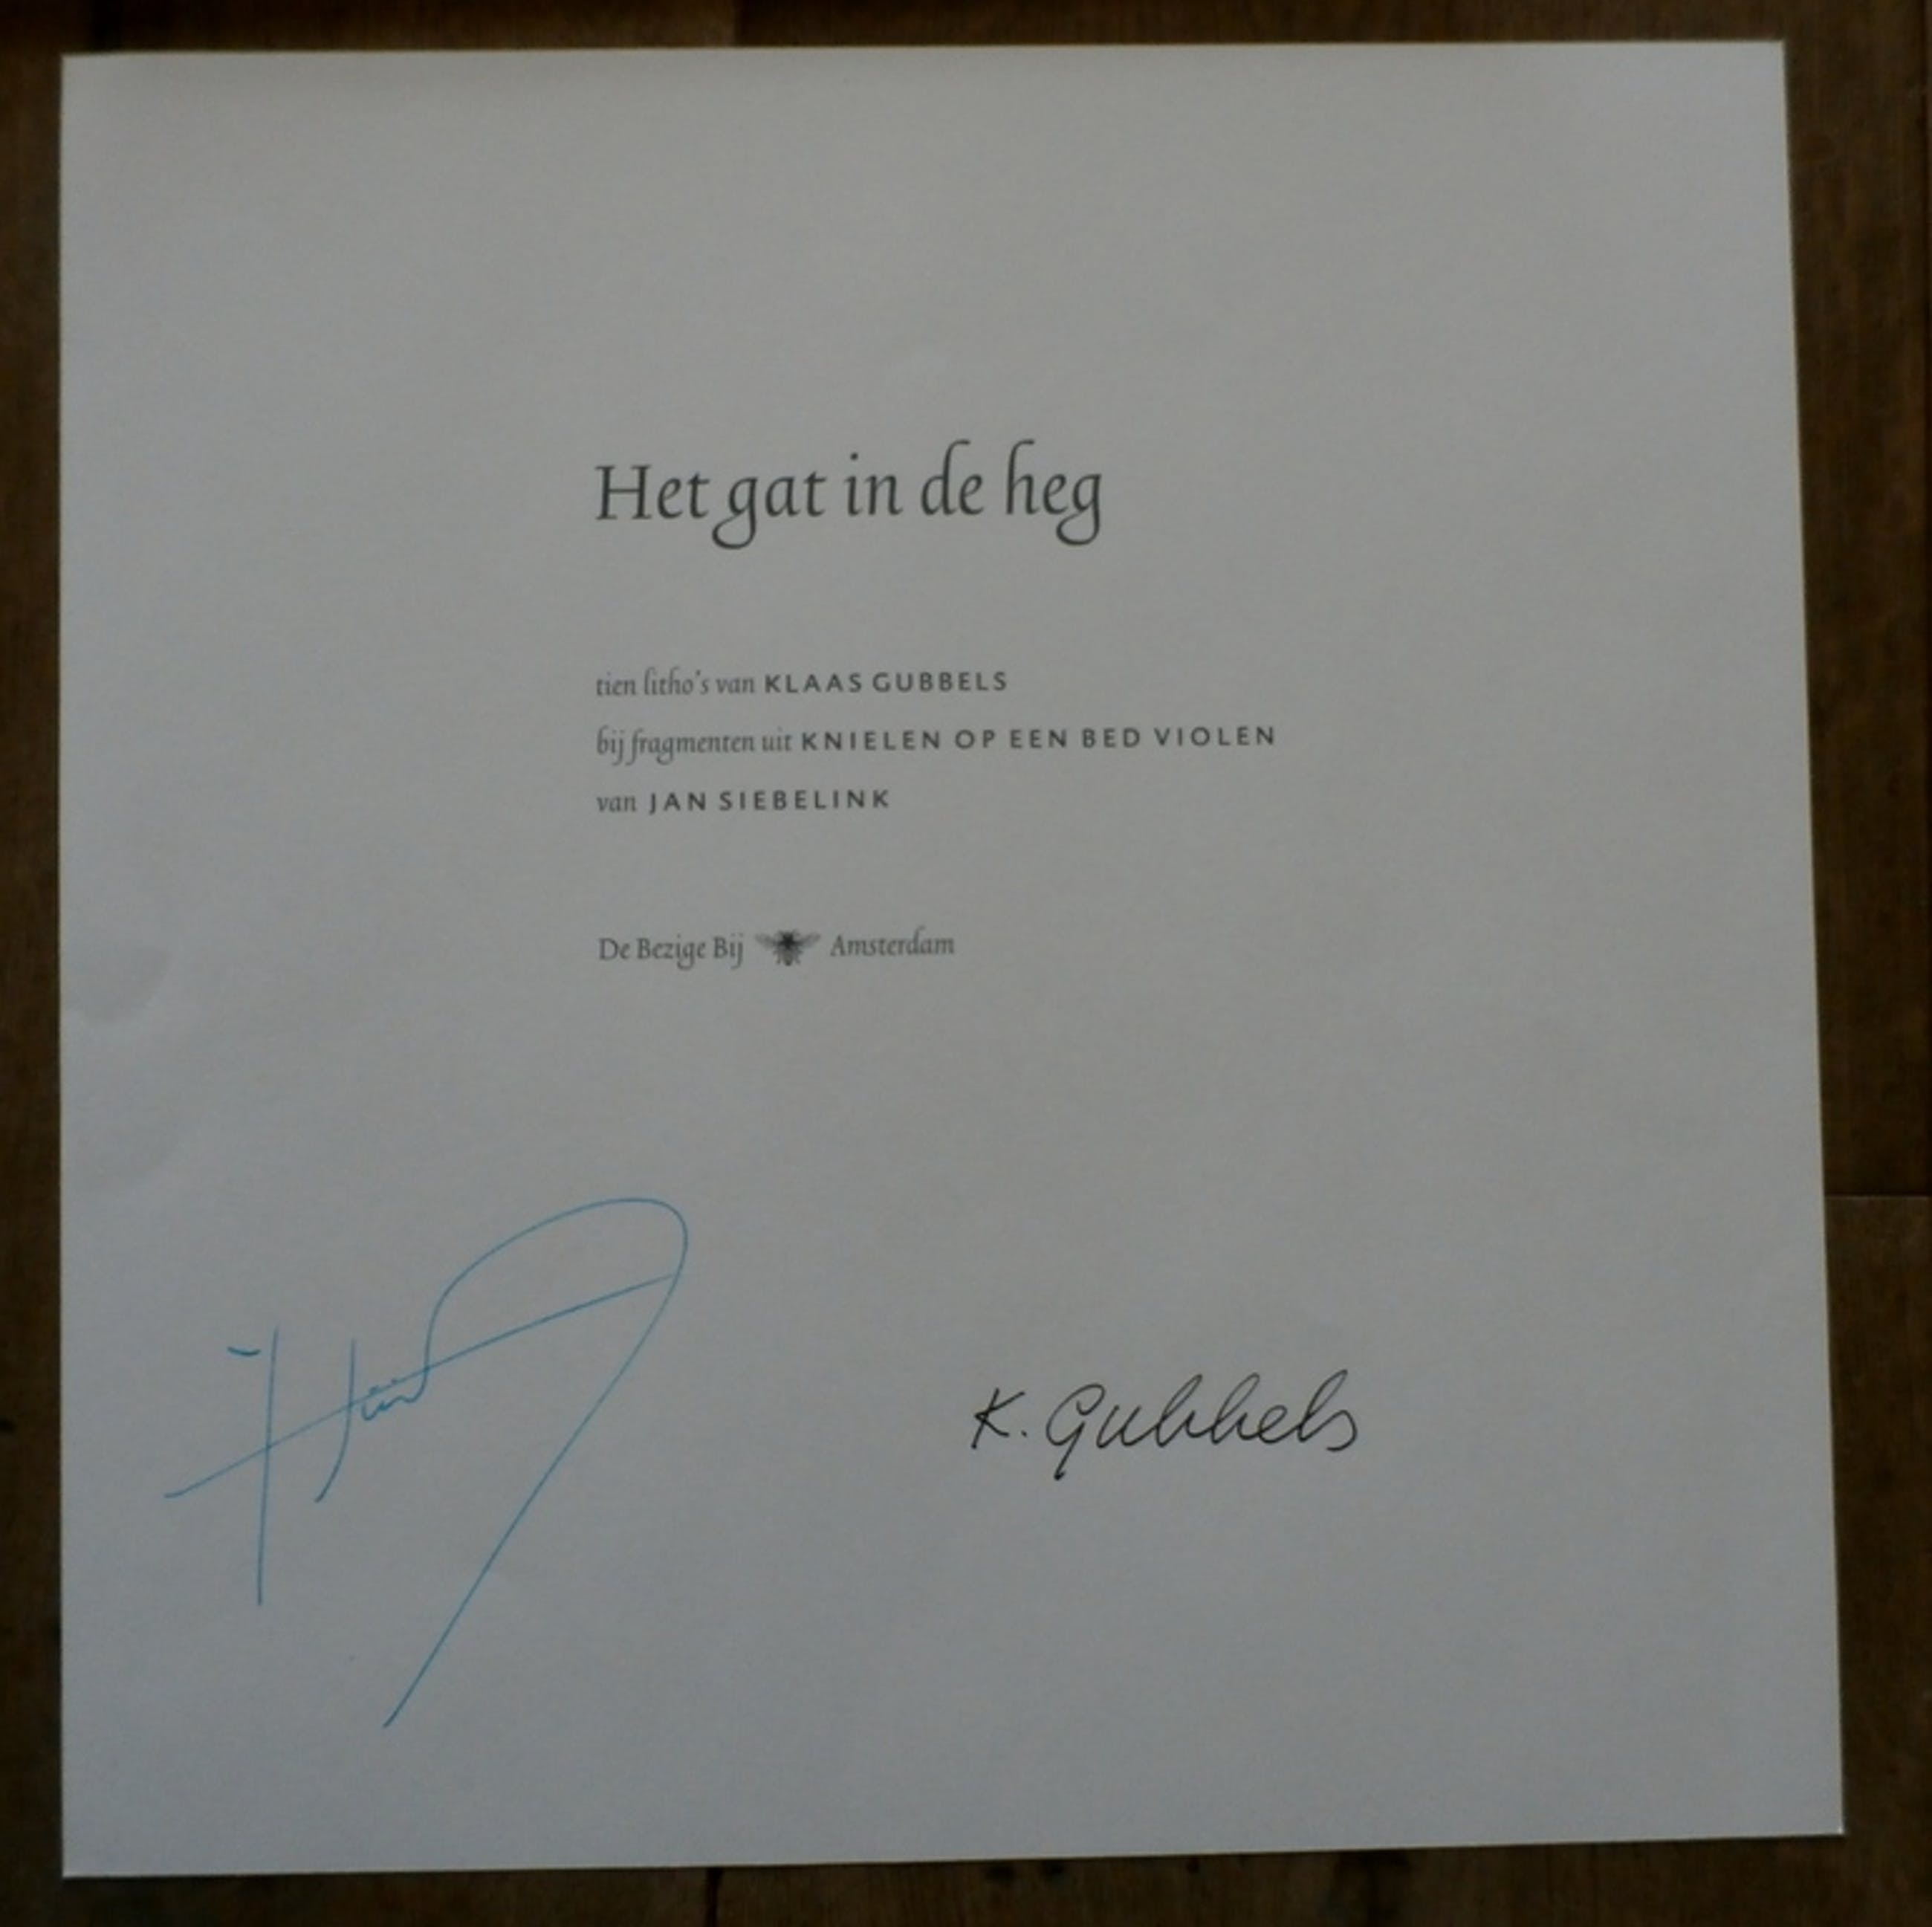 Het gat in de heg
tien litho's van KLAAS GUBBELS
bij fragmenten uit KNIELEN OP EEN BED VIOLEN
van JAN SIEBELINK
De Bezige Bij Amsterdam
K. Gubbels